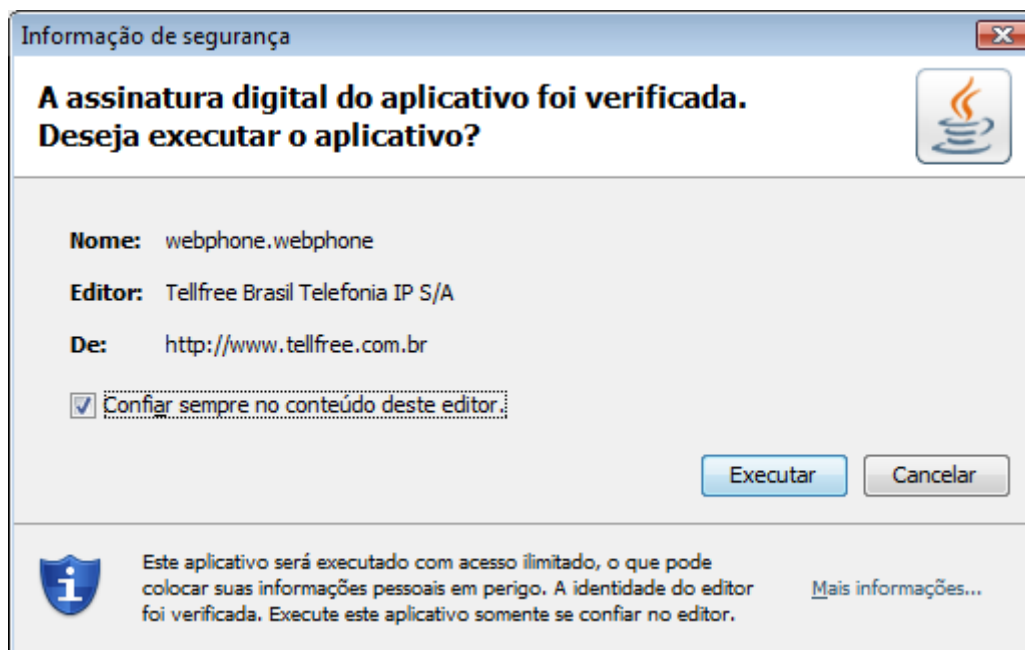 Informação de segurança
A assinatura digital do aplicativo foi verificada.
Deseja executar o aplicativo?
Nome: webphone.webphone
Editor: Tellfree Brasil Telefonia IP S/A
De: http://www.tellfree.com.br
Confiar sempre no conteúdo deste editor.
Executar Cancelar
Este aplicativo será executado com acesso ilimitado, o que pode
colocar suas informações pessoais em perigo. A identidade do editor Mais informações...
foi verificada. Execute este aplicativo somente se confiar no editor.